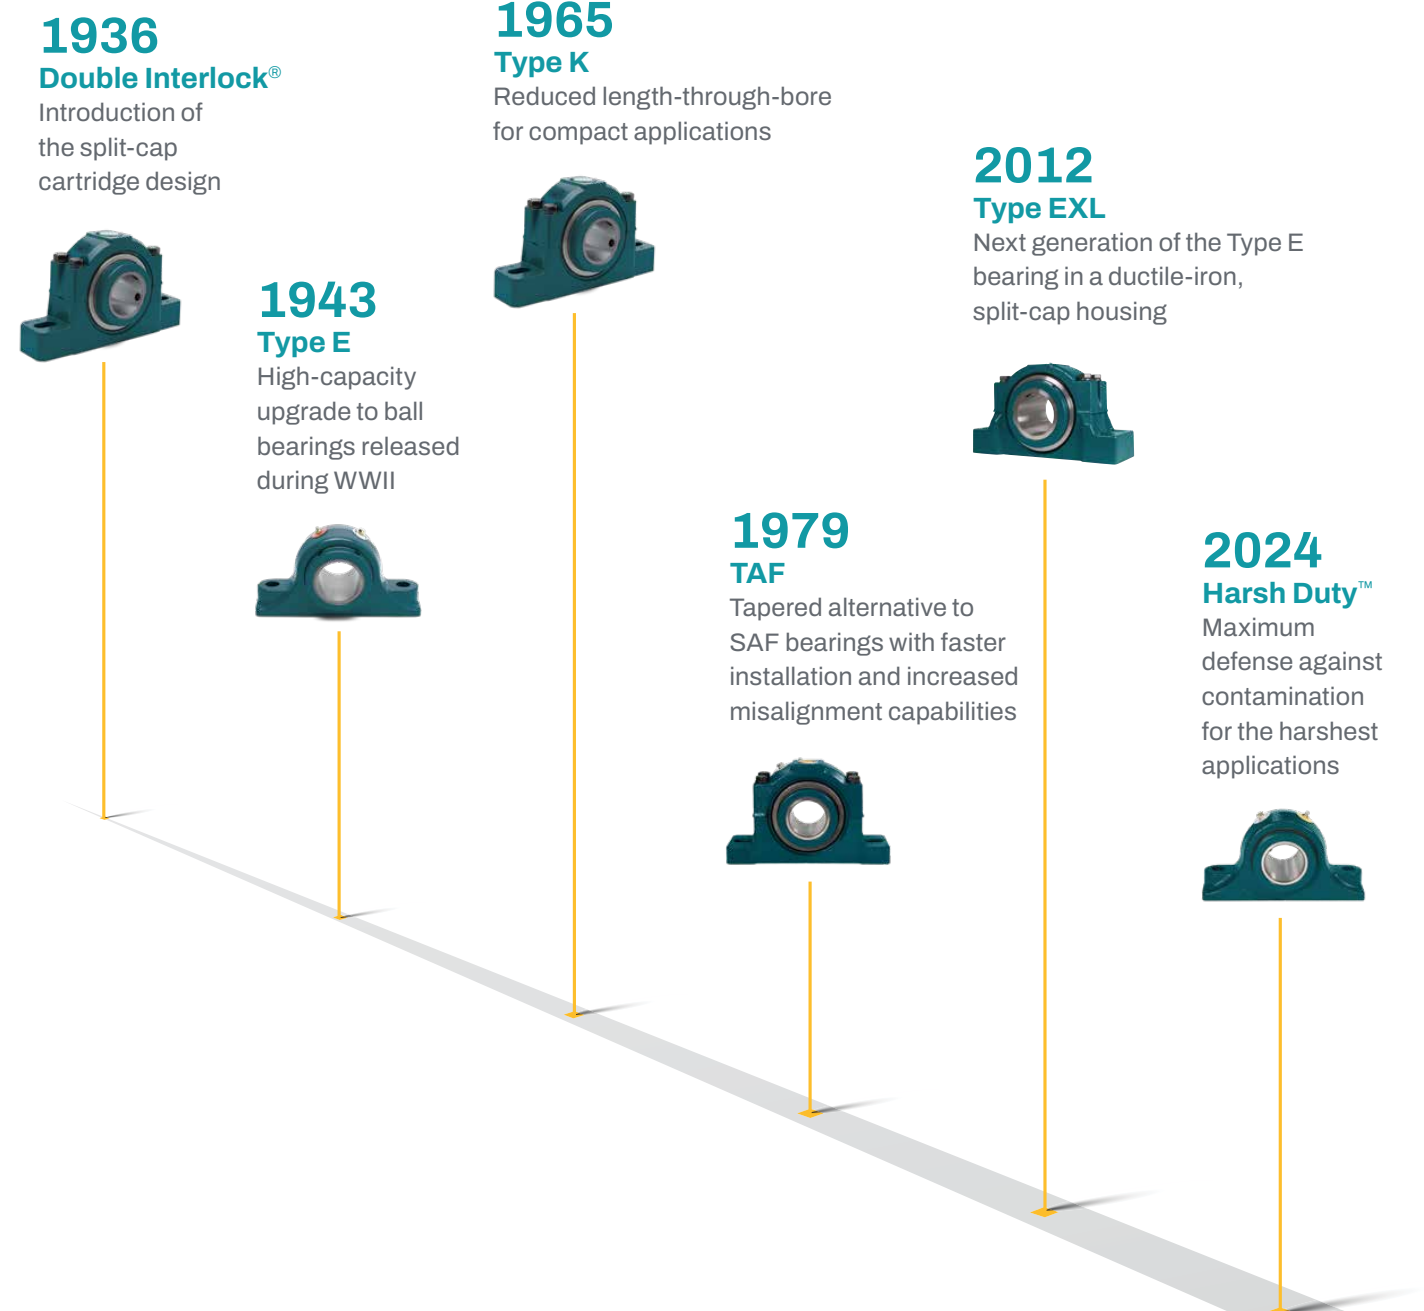 1936
Double Interlock®
Introduction of
the split-cap
cartridge design
1943
Type E
High-capacity
upgrade to ball
bearings released
during WWII
1965
Type K
Reduced length-through-bore
for compact applications
1979
TAF
Tapered alternative to
SAF bearings with faster
installation and increased
misalignment capabilities
2012
Type EXL
Next generation of the Type E
bearing in a ductile-iron,
split-cap housing
2024
Harsh Duty™
Maximum
defense against
contamination
for the harshest
applications